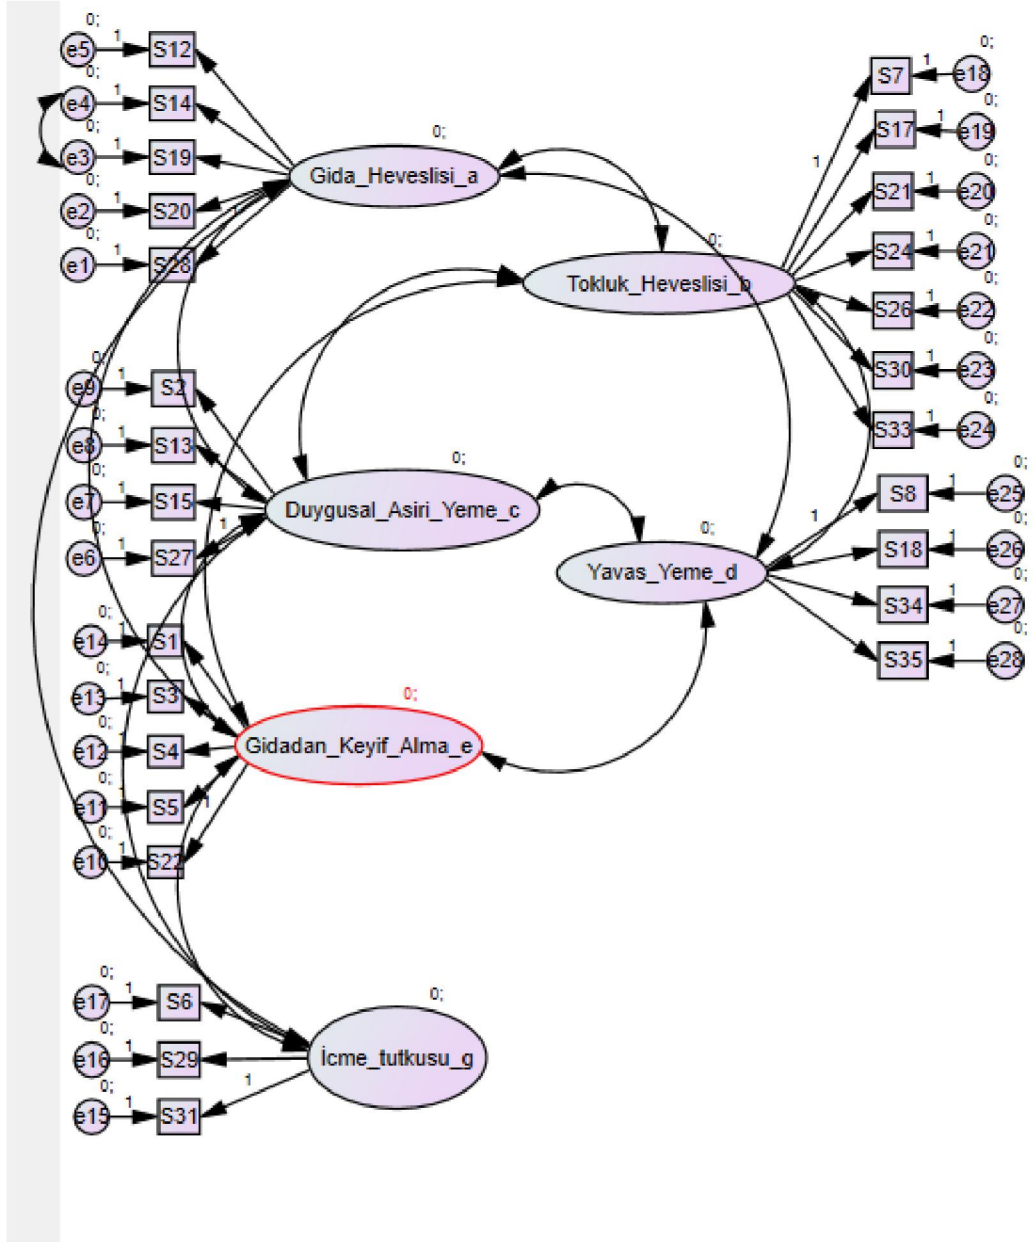 0;
e5 1 S12
0;
e4 1 S14
0;
e3 1 S19
0;
e2 1 S20
0;
e1 1 S28
1
0;
Gida_Heveslisi_a
0;
S7 1 e18
0;
S17 1 e19
0;
S21 1 e20
0;
S24 1 e21
0;
S26 1 e22
0;
S30 1 e23
0;
S33 1 e24
1
0;
Tokluk_Heveslisi_b
0;
e9 1 S2
0;
e8 1 S13
0;
e7 1 S15
0;
e6 1 S27
1
0;
Duygusal_Asiri_Yeme_c
0;
S8 1 e25
0;
S18 1 e26
0;
S34 1 e27
0;
S35 1 e28
1
0;
Yavas_Yeme_d
0;
e14 1 S1
0;
e13 1 S3
0;
e12 1 S4
0;
e11 1 S5
0;
e10 1 S22
1
0;
Gidadan_Keyif_Alma_e
0;
e17 1 S6
0;
e16 1 S29
0;
e15 1 S31
1
0;
İcme_tutkusu_g